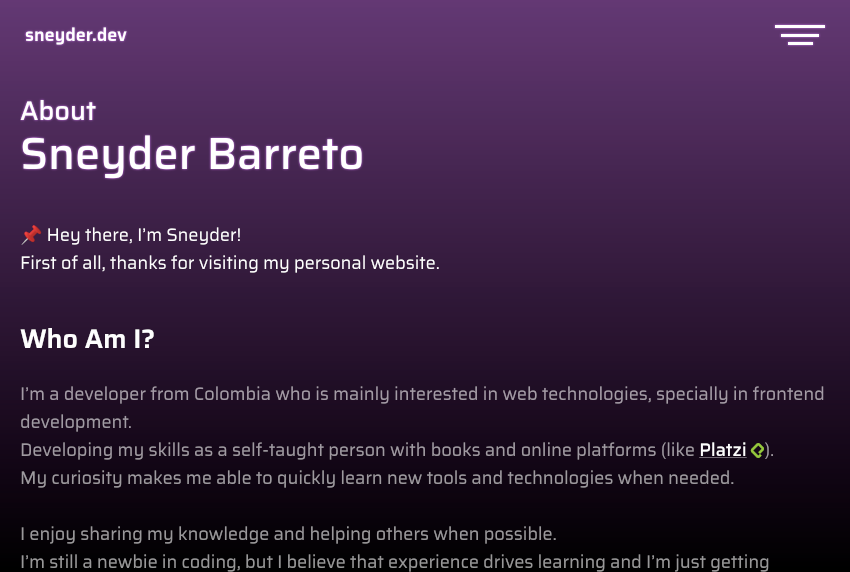 sneyder.dev
About
Sneyder Barreto
📌 Hey there, I'm Sneyder!
First of all, thanks for visiting my personal website.
Who Am I?
I'm a developer from Colombia who is mainly interested in web technologies, specially in frontend
development.
Developing my skills as a self-taught person with books and online platforms (like Platzi ).
My curiosity makes me able to quickly learn new tools and technologies when needed.
I enjoy sharing my knowledge and helping others when possible.
I'm still a newbie in coding, but I believe that experience drives learning and I'm just getting